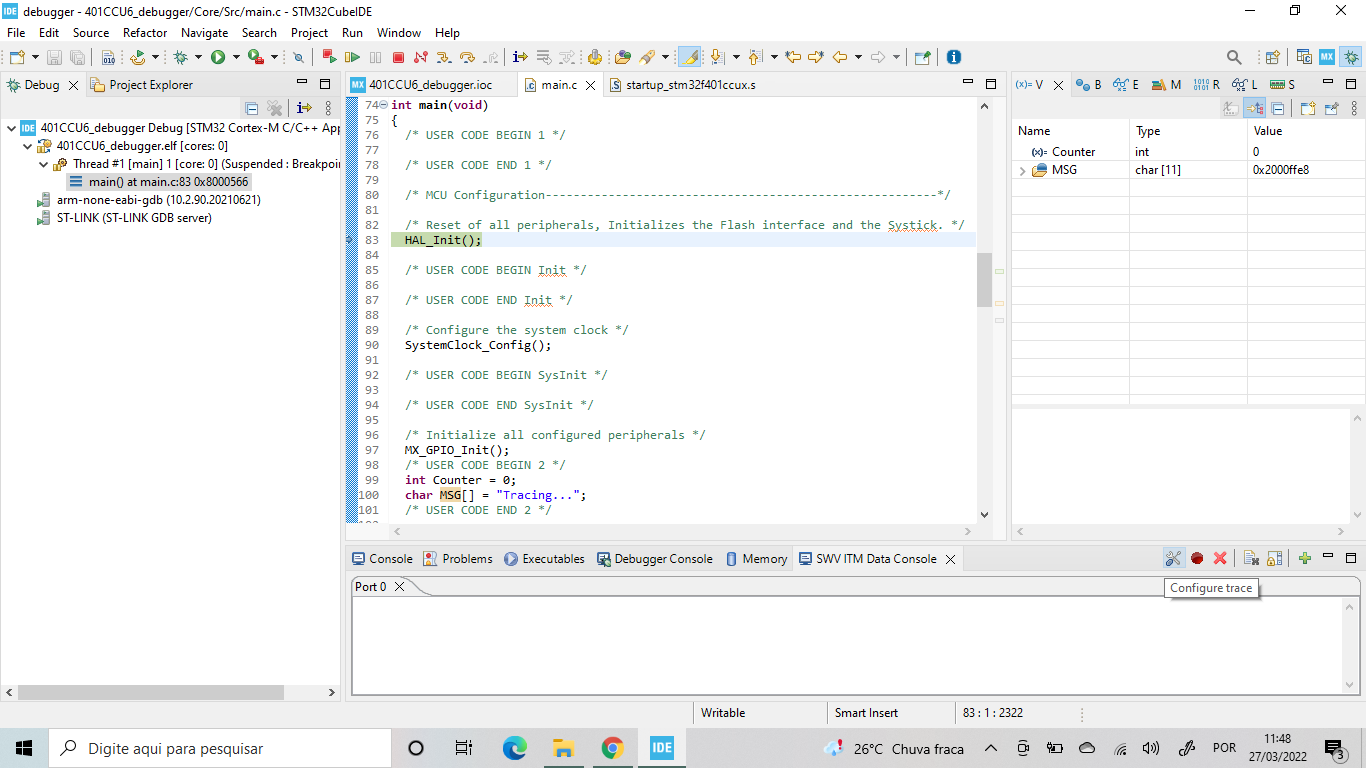 IDE debugger - 401CCU6_debugger/Core/Src/main.c - STM32CubeIDE
File Edit Source Refactor Navigate Search Project Run Window Help
Debug Project Explorer
IDE 401CCU6_debugger Debug [STM32 Cortex-M C/C++ App
401CCU6_debugger.elf [cores: 0]
Thread #1 [main] 1 [core: 0] (Suspended : Breakpoin
main() at main.c:83 0x8000566
arm-none-eabi-gdb (10.2.90.20210621)
ST-LINK (ST-LINK GDB server)
MX 401CCU6_debugger.ioc main.c startup_stm32f401ccux.s
74 int main(void)
75 {
76 /* USER CODE BEGIN 1 */
77
78 /* USER CODE END 1 */
79
80 /* MCU Configuration--------------------------------------------------------*/
81
82 /* Reset of all peripherals, Initializes the Flash interface and the Systick. */
83 HAL_Init();
84
85 /* USER CODE BEGIN Init */
86
87 /* USER CODE END Init */
88
89 /* Configure the system clock */
90 SystemClock_Config();
91
92 /* USER CODE BEGIN SysInit */
93
94 /* USER CODE END SysInit */
95
96 /* Initialize all configured peripherals */
97 MX_GPIO_Init();
98 /* USER CODE BEGIN 2 */
99 int Counter = 0;
100 char MSG[] = "Tracing...";
101 /* USER CODE END 2 */
(x)= V B E M R L S
Name Type Value
(x)= Counter int 0
MSG char [11] 0x2000ffe8
Console Problems Executables Debugger Console Memory SWV ITM Data Console
Configure trace
Port 0
Writable Smart Insert 83 : 1 : 2322
Digite aqui para pesquisar
IDE
26°C Chuva fraca
POR
11:48
27/03/2022
3